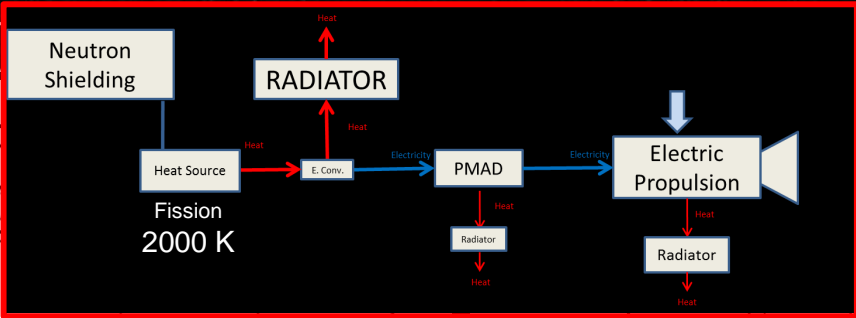 Heat
Neutron
Shielding
RADIATOR
Heat
Heat
Heat Source
E. Conv.
Electricity
PMAD
Electricity
Electric
Propulsion
Fission
2000 K
Heat
Radiator
Heat
Heat
Radiator
Heat